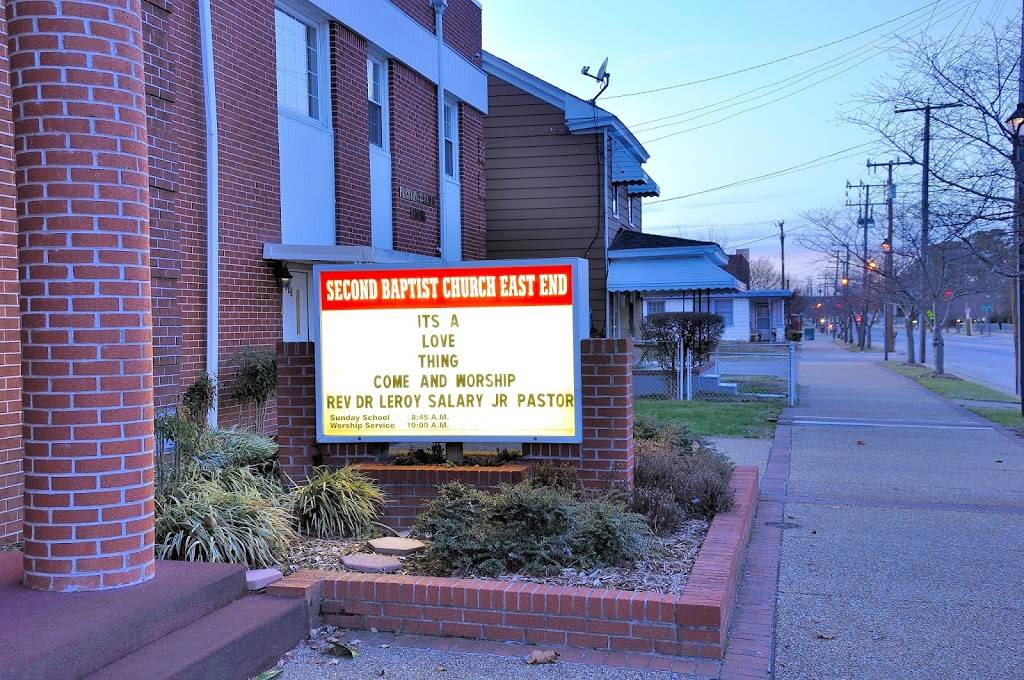 SECOND BAPTIST CHURCH EAST END
ITS A
LOVE
THING
COME AND WORSHIP
REV DR LEROY SALARY JR PASTOR
Sunday School 8:45 A.M.
Worship Service 10:00 A.M.